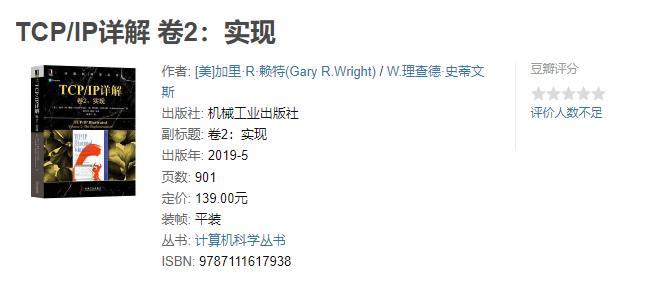 TCP/IP详解 卷2：实现
TCP/IP详解
卷2：实现
TCP/IP Illustrated
作者: [美]加里·R·赖特(Gary R.Wright) / W.理查德·史蒂文
斯
出版社: 机械工业出版社
副标题: 卷2：实现
出版年: 2019-5
页数: 901
定价: 139.00元
装帧: 平装
丛书: 计算机科学丛书
ISBN: 9787111617938
豆瓣评分
评价人数不足